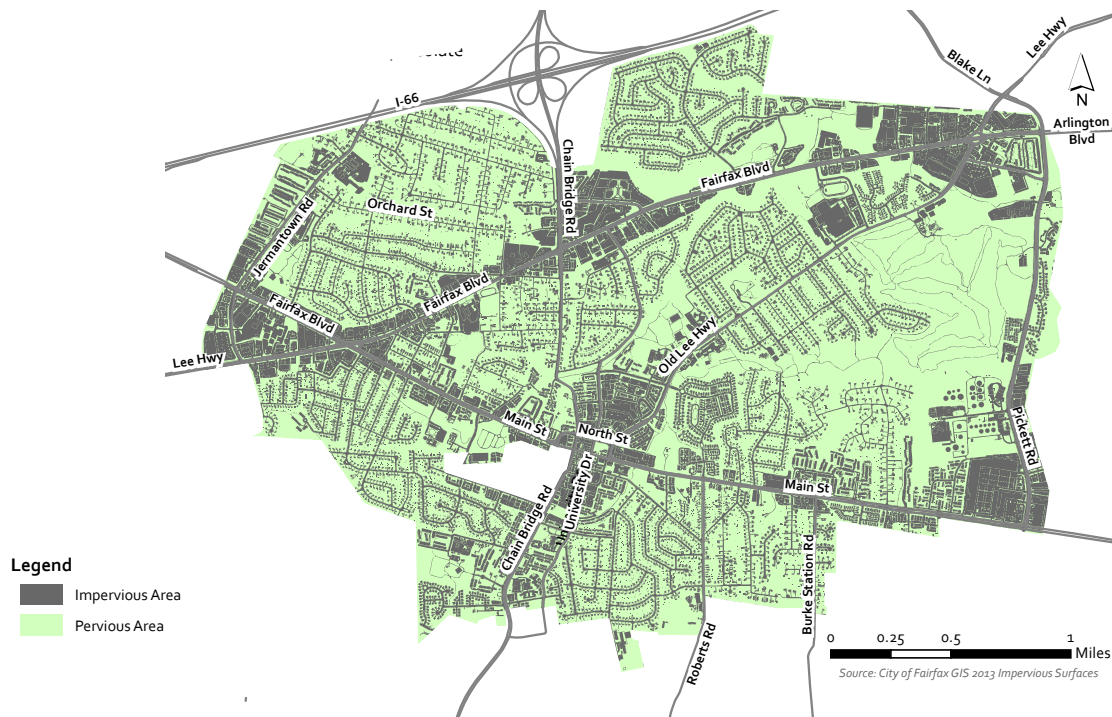 Lee Hwy
Blake Ln
N
I-66
Arlington
Blvd
Chain Bridge Rd
Fairfax Blvd
Orchard St
Jermantown Rd
Fairfax Blvd
Fairfax Blvd
Lee Hwy
Old Lee Hwy
Main St
North St
Pickett Rd
Main St
University Dr
Chain Bridge Rd
Burke Station Rd
Roberts Rd
Legend
Impervious Area
Pervious Area
0 0.25 0.5 1
Miles
Source: City of Fairfax GIS 2013 Impervious Surfaces